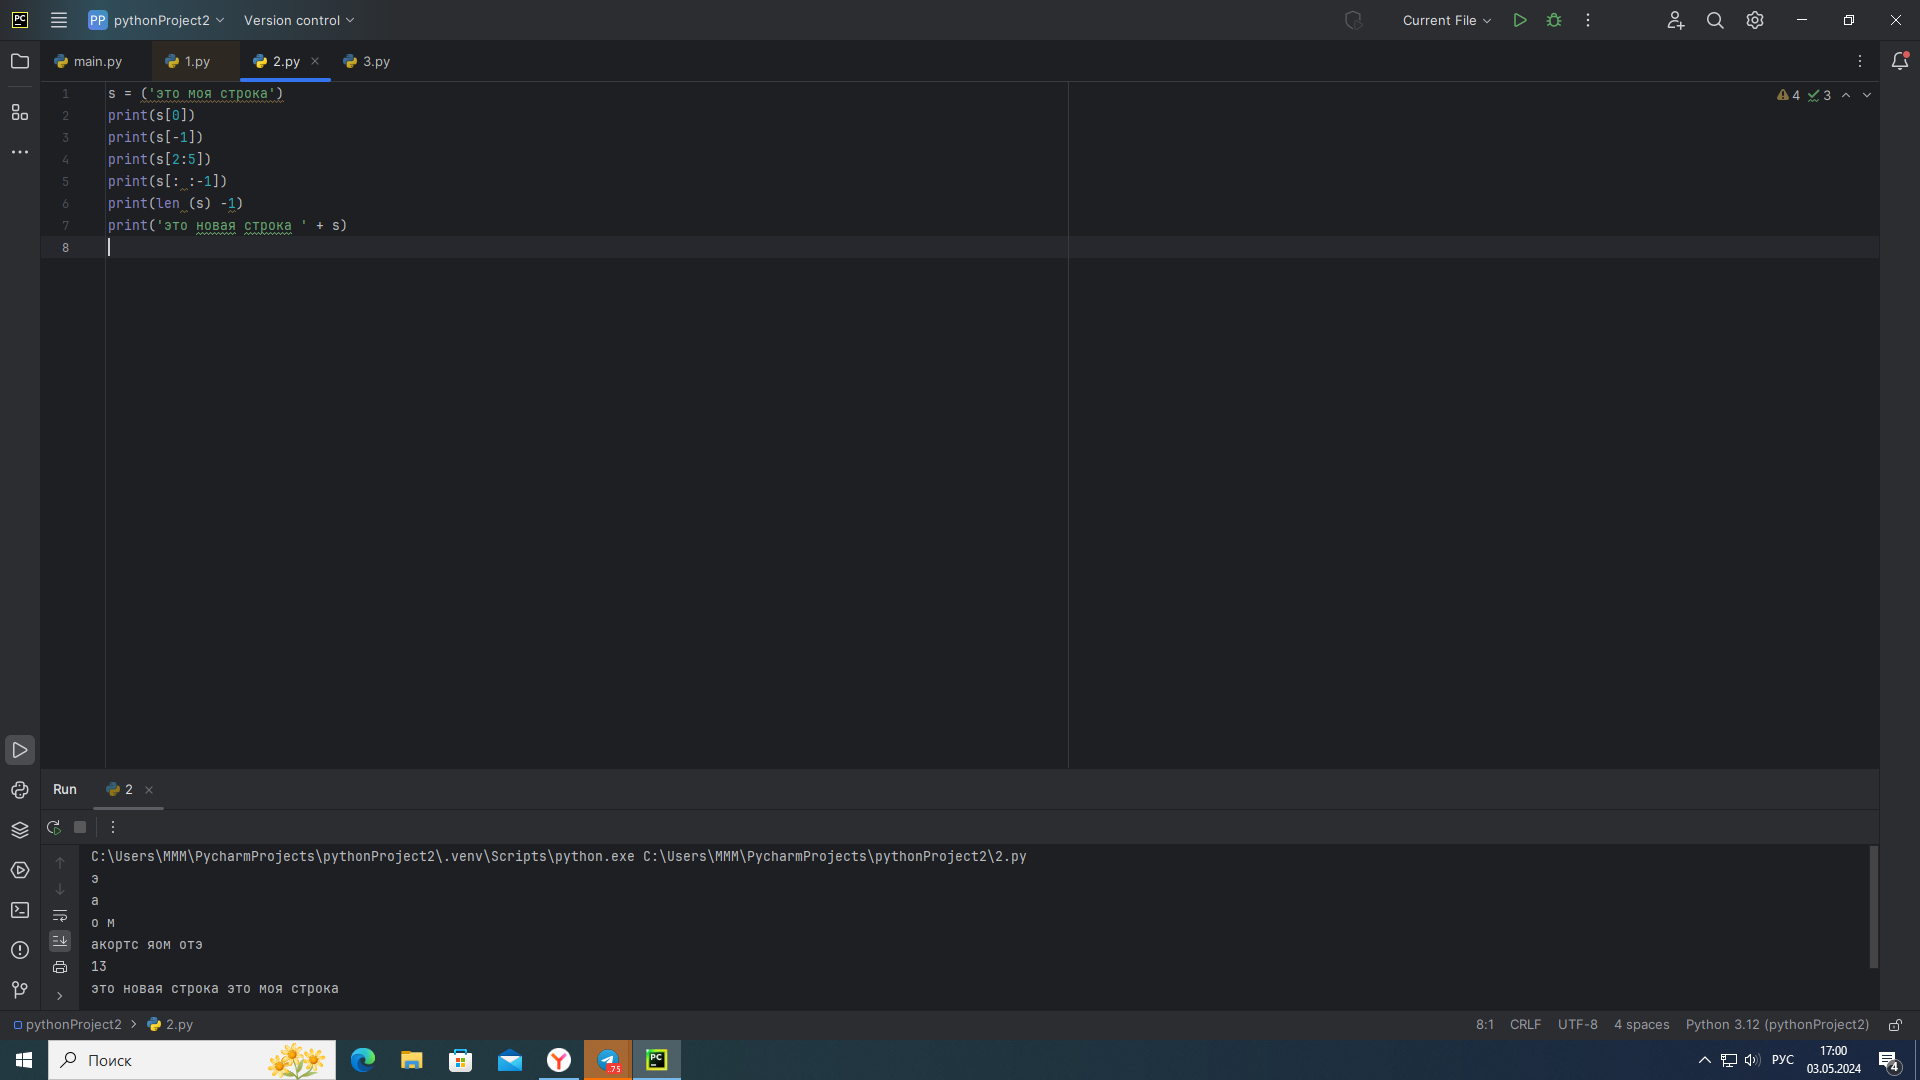 PC PP pythonProject2 Version control Current File
main.py 1.py 2.py 3.py
1 s = ('это моя строка') 4 3
2 print(s[0])
3 print(s[-1])
4 print(s[2:5])
5 print(s[: :-1])
6 print(len (s) -1)
7 print('это новая строка ' + s)
8
Run 2
C:\Users\MMM\PycharmProjects\pythonProject2\.venv\Scripts\python.exe C:\Users\MMM\PycharmProjects\pythonProject2\2.py
э
а
о м
акортс яом отэ
13
это новая строка это моя строка
pythonProject2 2.py 8:1 CRLF UTF-8 4 spaces Python 3.12 (pythonProject2)
Поиск ..75 PC РУС 17:00 4
03.05.2024